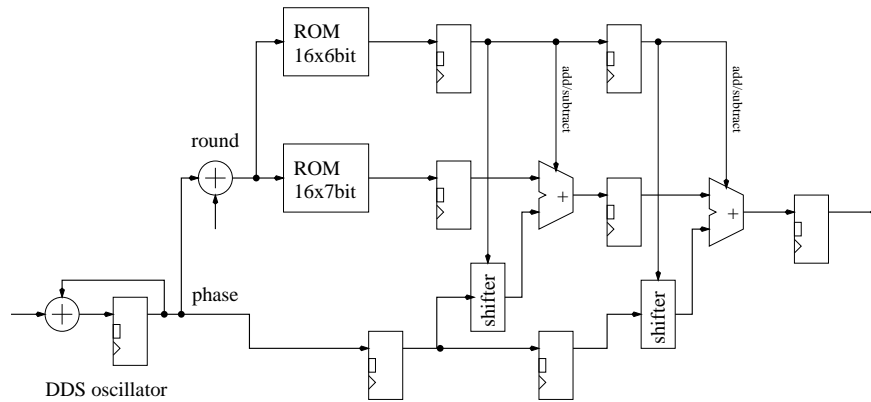 ROM
16x6bit
add/subtract
add/subtract
round
ROM
16x7bit
+
+
shifter
shifter
phase
DDS oscillator